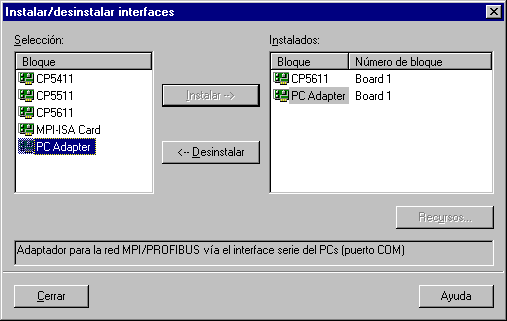 Instalar/desinstalar interfaces
Selección:
Bloque
CP5411
CP5511
CP5611
MPI-ISA Card
PC Adapter
Instalar -->
<-- Desinstalar
Instalados:
Bloque Número de bloque
CP5611 Board 1
PC Adapter Board 1
Recursos...
Adaptador para la red MPI/PROFIBUS vía el interface serie del PCs (puerto COM)
Cerrar
Ayuda